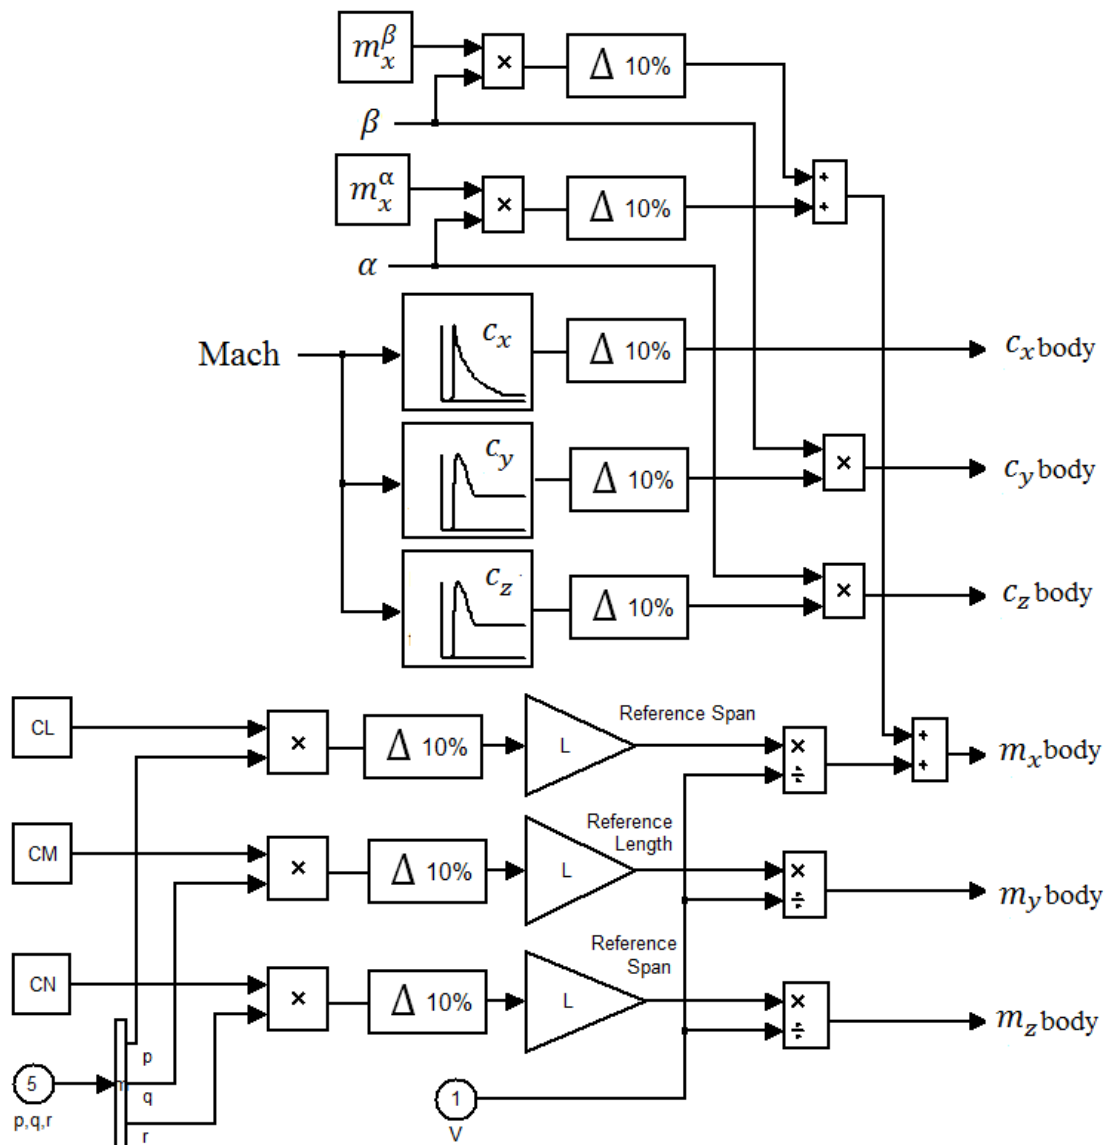 m_x^β
×
Δ 10%
β
m_x^α
×
Δ 10%
+
+
α
Mach
c_x
Δ 10%
c_x body
c_y
Δ 10%
×
c_y body
c_z
Δ 10%
×
c_z body
CL
×
Δ 10%
L
Reference Span
×
÷
+
+
m_x body
CM
×
Δ 10%
L
Reference
Length
×
÷
m_y body
CN
×
Δ 10%
L
Reference
Span
×
÷
m_z body
5
p,q,r
m
p
q
r
1
V